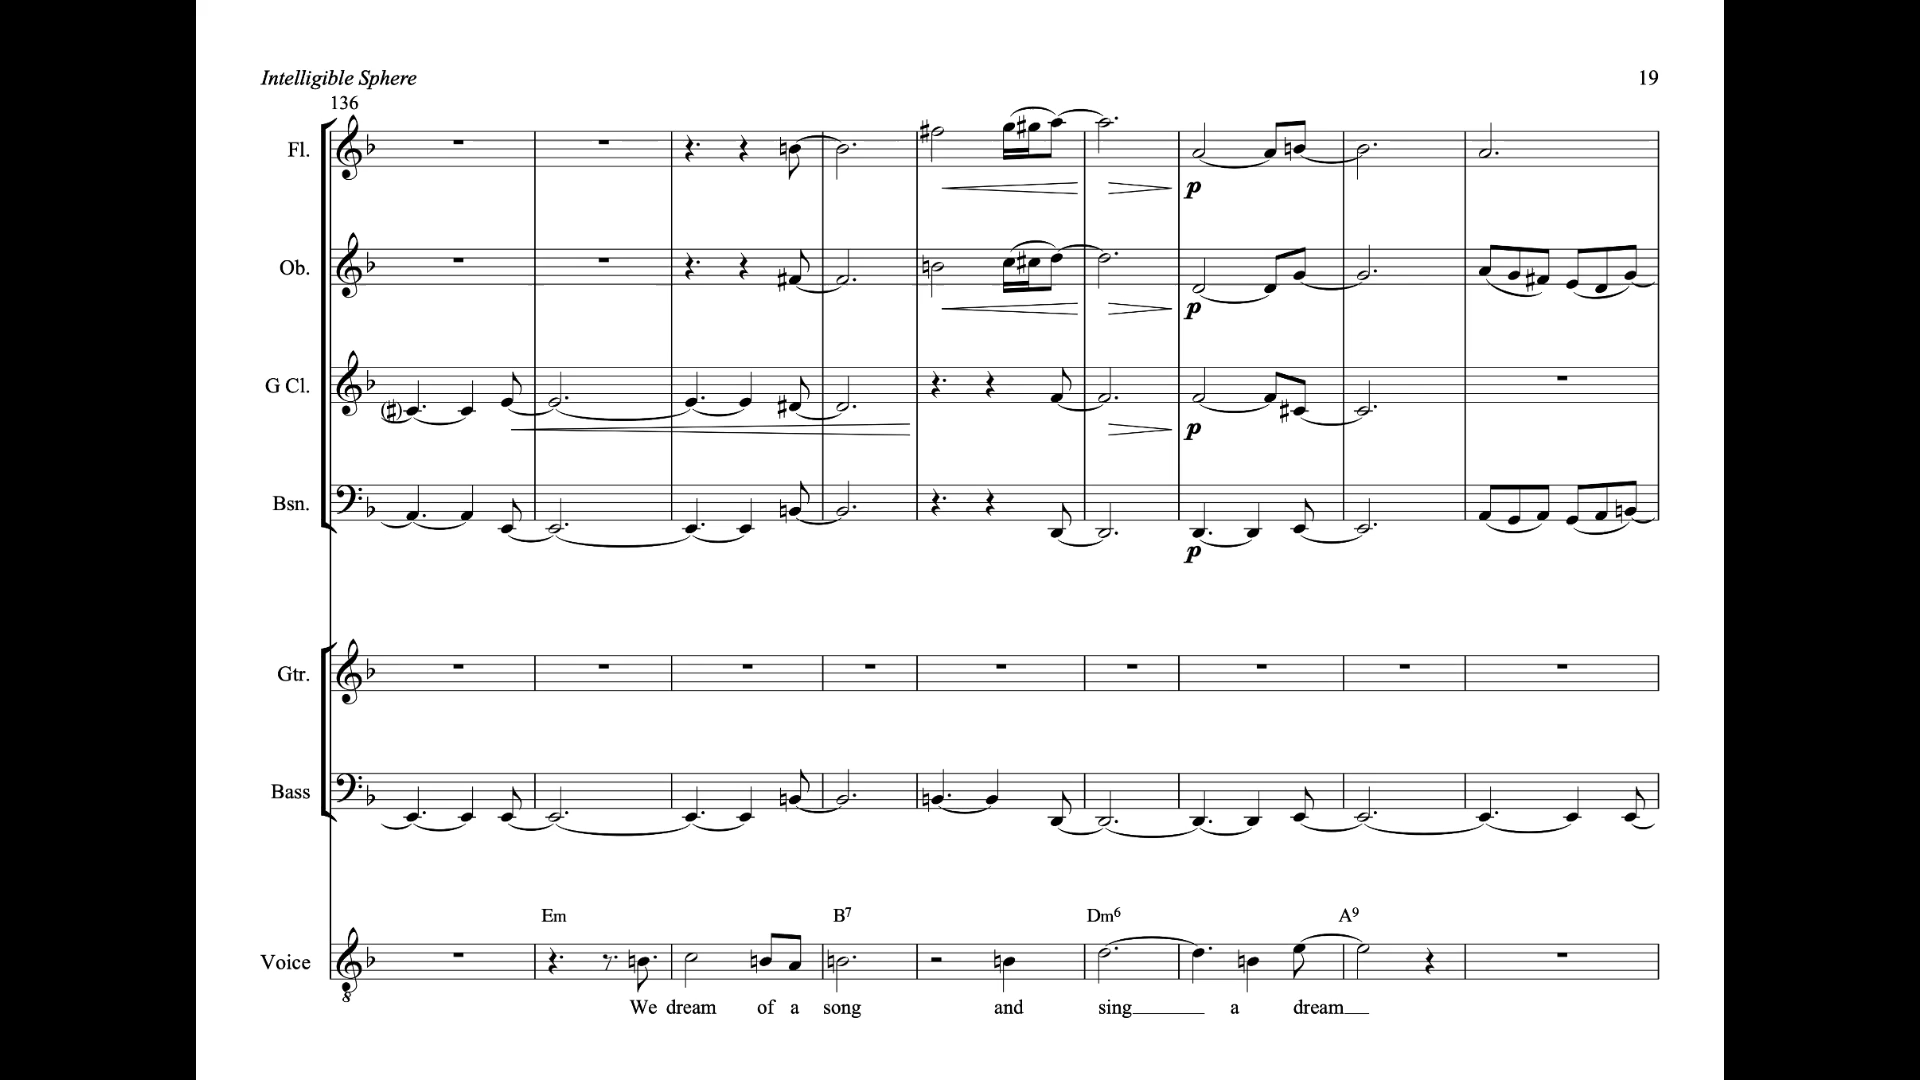 Intelligible Sphere 19
136
Fl.
p
Ob.
p
G Cl.
p
Bsn.
p
Gtr.
Bass
Em B7 Dm6 A9
Voice
We dream of a song and sing a dream